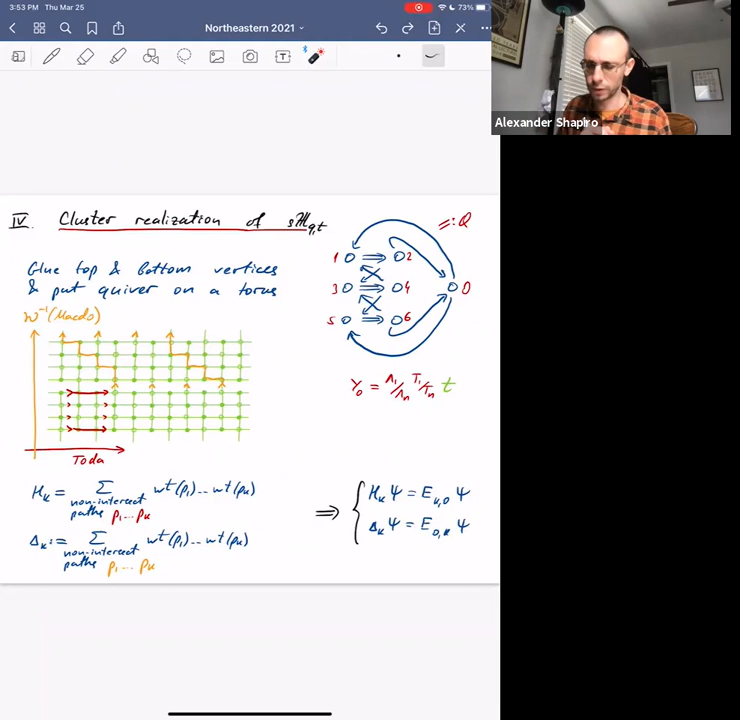 3:53 PM Thu Mar 25
73%
Northeastern 2021
Alexander Shapiro
IV. Cluster realization of sH_{q,t}
=: Q
Glue top & bottom vertices
& put quiver on a torus
1 2
3 4 0
5 6
W⁻¹(Macdo)
Y_0 = Λ_1/Λ_n T_1/T_n t
Toda
H_k = Σ wt(p_1)...wt(p_k)
non-intersect
paths p_1...p_k
Δ_k := Σ wt(p_1)...wt(p_k)
non-intersect
paths p_1...p_k
⇒ { H_k Ψ = E_{k,0} Ψ
Δ_k Ψ = E_{0,k} Ψ